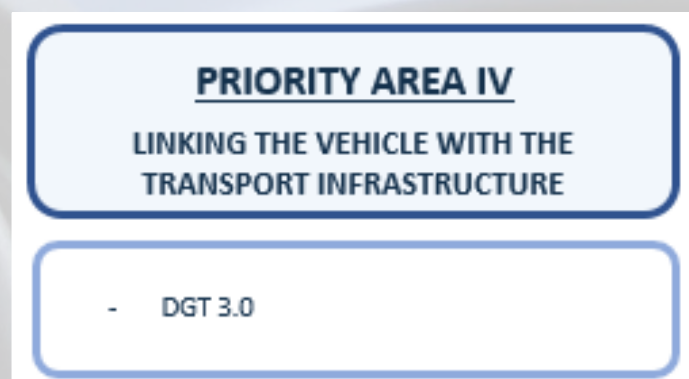 PRIORITY AREA IV
LINKING THE VEHICLE WITH THE
TRANSPORT INFRASTRUCTURE
- DGT 3.0